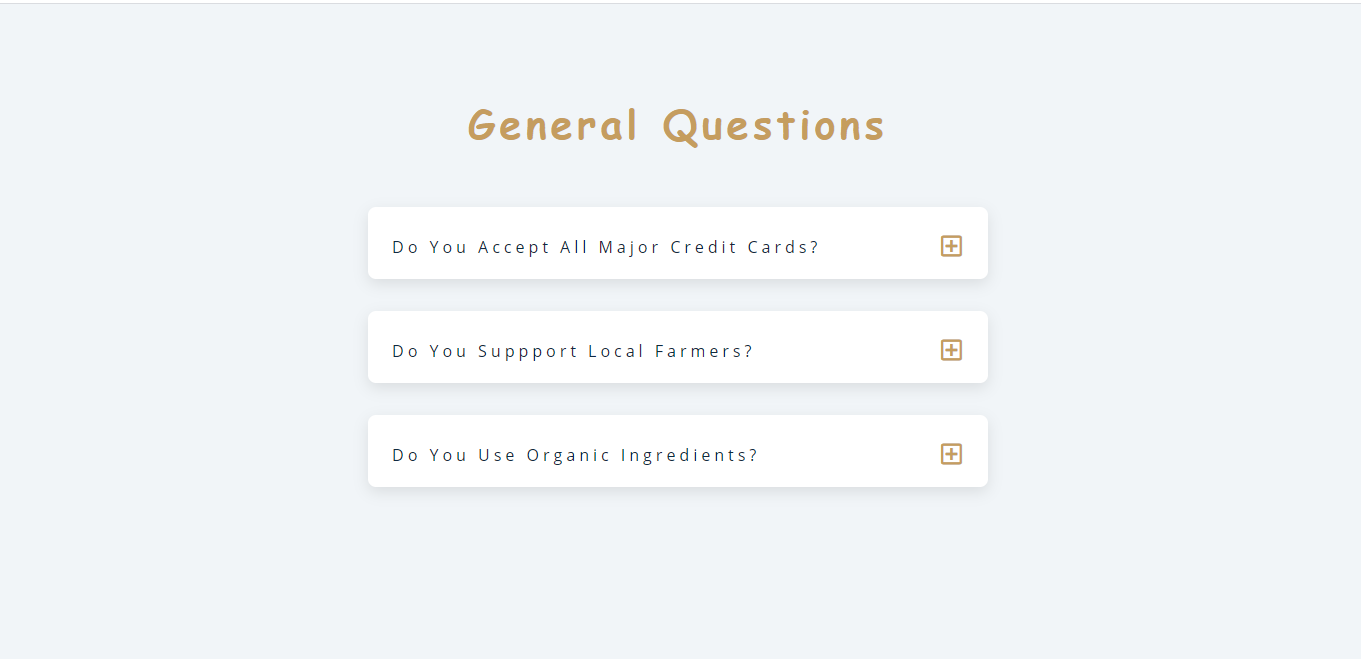 General Questions
Do You Accept All Major Credit Cards?
Do You Suppport Local Farmers?
Do You Use Organic Ingredients?